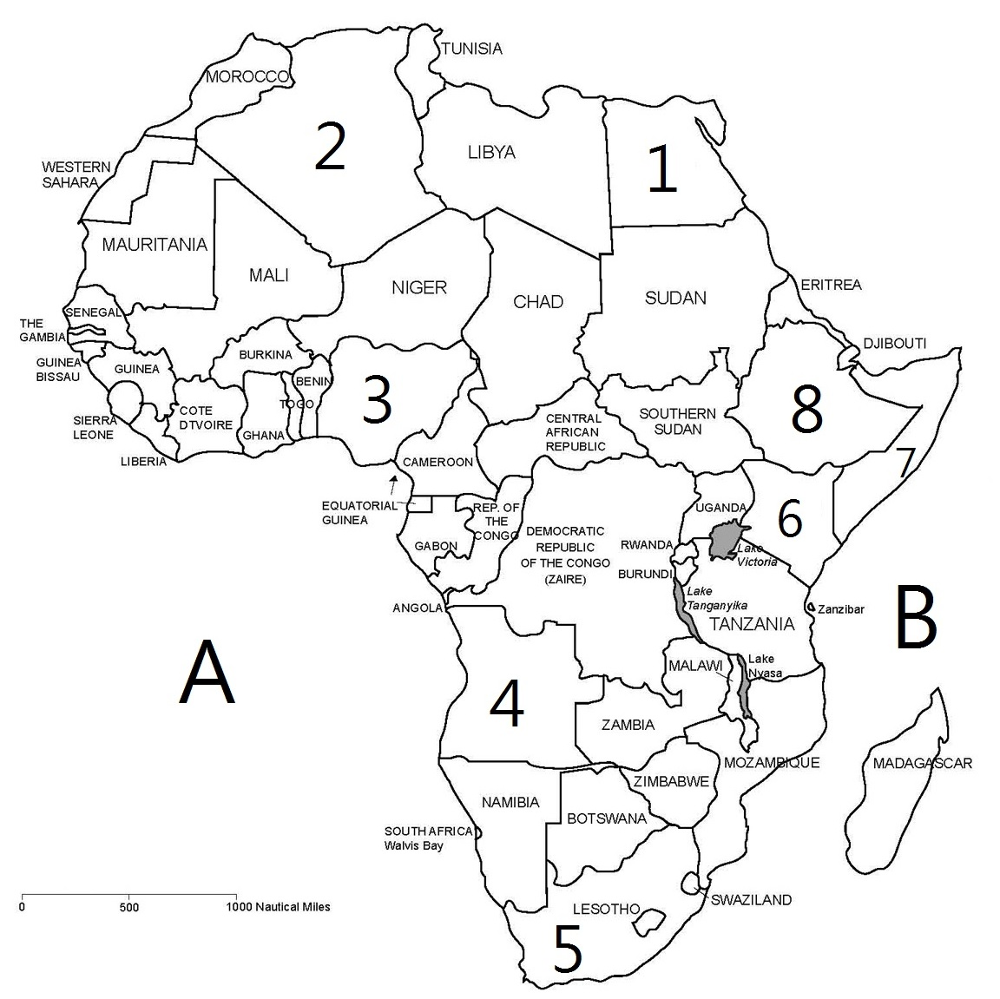 TUNISIA
MOROCCO
2
LIBYA
1
WESTERN
SAHARA
MAURITANIA
MALI
NIGER
CHAD
SUDAN
ERITREA
SENEGAL
THE
GAMBIA
DJIBOUTI
GUINEA
BISSAU
GUINEA
BURKINA
BENIN
TOGO
3
8
7
COTE
D'TVOIRE
GHANA
SIERRA
LEONE
LIBERIA
CENTRAL
AFRICAN
REPUBLIC
SOUTHERN
SUDAN
CAMEROON
EQUATORIAL
GUINEA
REP. OF
THE
CONGO
GABON
DEMOCRATIC
REPUBLIC
OF THE CONGO
(ZAIRE)
UGANDA
6
RWANDA
Lake
Victoria
BURUNDI
Lake
Tanganyika
ANGOLA
Zanzibar
TANZANIA
B
A
MALAWI
Lake
Nyasa
4
ZAMBIA
MOZAMBIQUE
MADAGASCAR
NAMIBIA
ZIMBABWE
BOTSWANA
SOUTH AFRICA
Walvis Bay
SWAZILAND
LESOTHO
5
0 500 1000 Nautical Miles